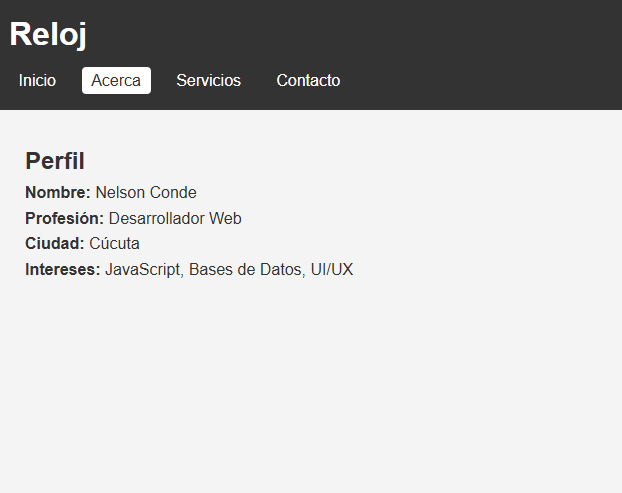 Reloj
Inicio Acerca Servicios Contacto
Perfil
Nombre: Nelson Conde
Profesión: Desarrollador Web
Ciudad: Cúcuta
Intereses: JavaScript, Bases de Datos, UI/UX